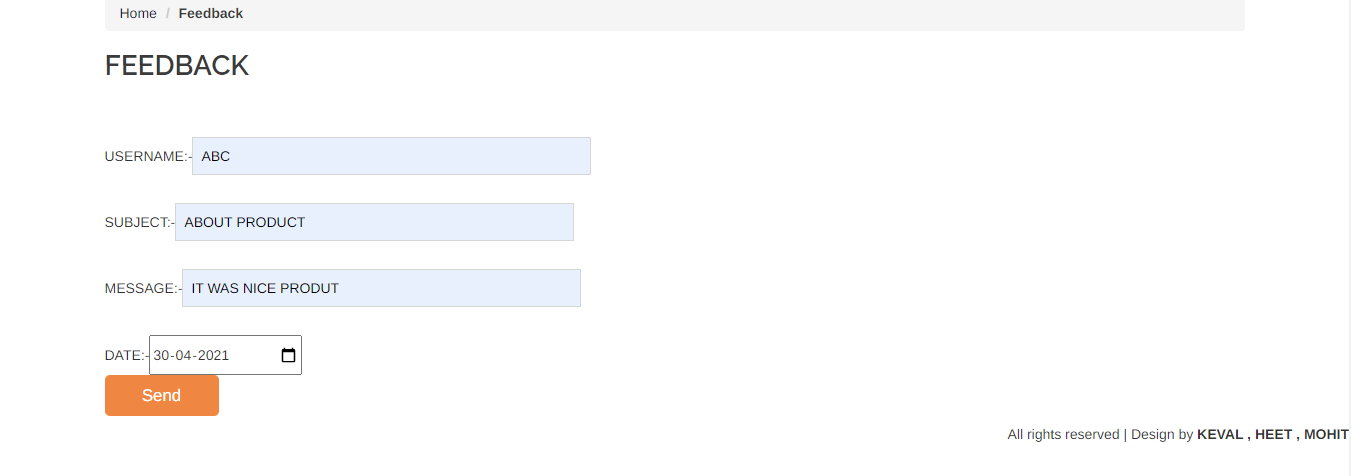 Home / Feedback
FEEDBACK
USERNAME:- ABC
SUBJECT:- ABOUT PRODUCT
MESSAGE:- IT WAS NICE PRODUT
DATE:- 30-04-2021
Send
All rights reserved | Design by KEVAL , HEET , MOHIT